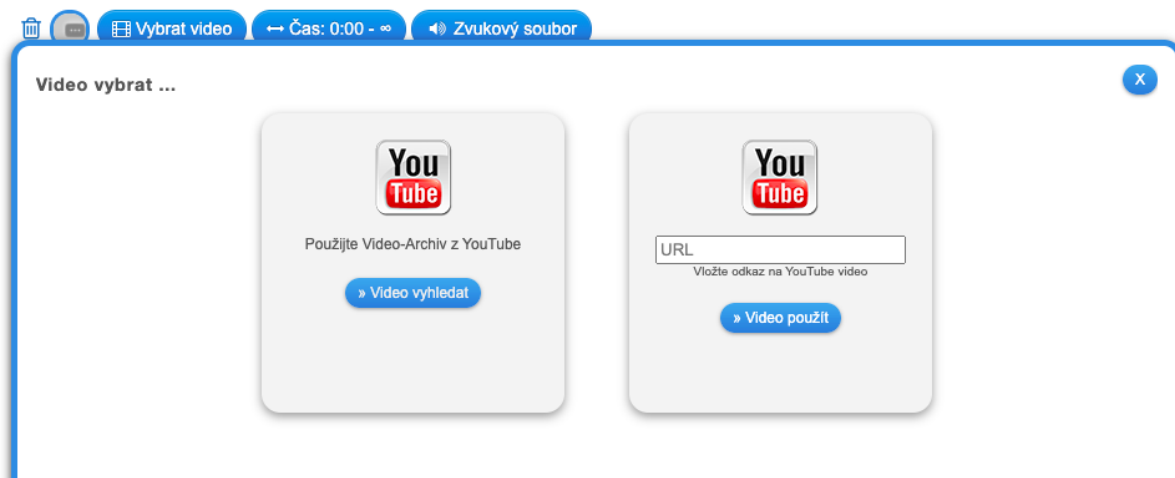 Vybrat video
Čas: 0:00 - ∞
Zvukový soubor
Video vybrat ...
X
You
Tube
Použijte Video-Archiv z YouTube
» Video vyhledat
You
Tube
URL
Vložte odkaz na YouTube video
» Video použít